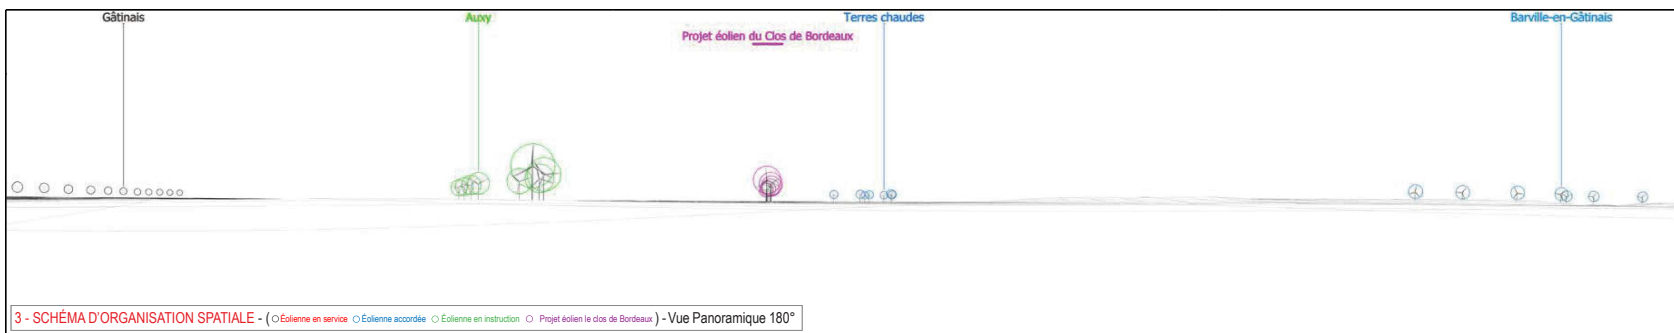 Gâtinais
Auxy
Terres chaudes
Barville-en-Gâtinais
Projet éolien du Clos de Bordeaux
3 - SCHÉMA D'ORGANISATION SPATIALE - ( Éolienne en service Éolienne accordée Éolienne en instruction Projet éolien le clos de Bordeaux ) - Vue Panoramique 180°